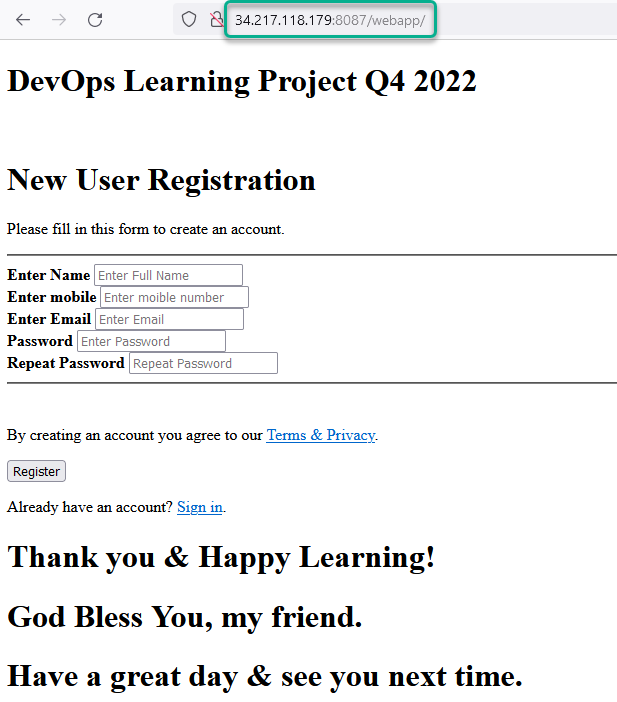 34.217.118.179:8087/webapp/
DevOps Learning Project Q4 2022
New User Registration
Please fill in this form to create an account.
Enter Name Enter Full Name
Enter mobile Enter moible number
Enter Email Enter Email
Password Enter Password
Repeat Password Repeat Password
By creating an account you agree to our Terms & Privacy.
Register
Already have an account? Sign in.
Thank you & Happy Learning!
God Bless You, my friend.
Have a great day & see you next time.